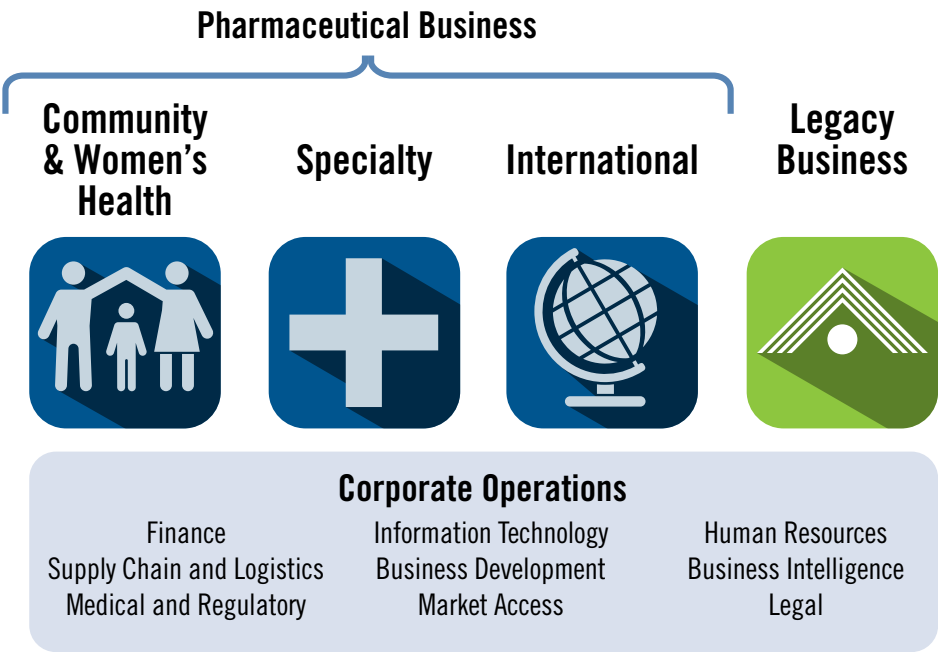 Pharmaceutical Business
Community
& Women’s
Health
Specialty
International
Legacy
Business
Corporate Operations
Finance
Supply Chain and Logistics
Medical and Regulatory
Information Technology
Business Development
Market Access
Human Resources
Business Intelligence
Legal